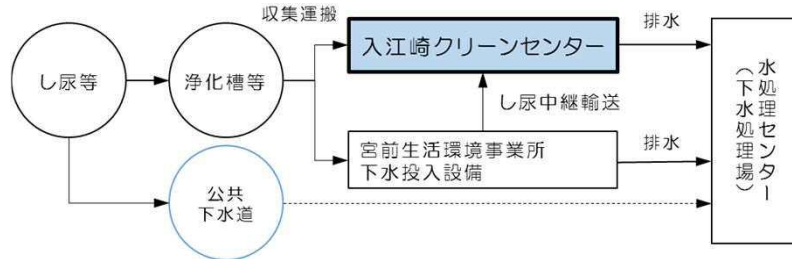 収集運搬
入江崎クリーンセンター
排水
し尿等
浄化槽等
し尿中継輸送
宮前生活環境事業所
下水投入設備
排水
公共
下水道
水処理センター
(下水処理場)